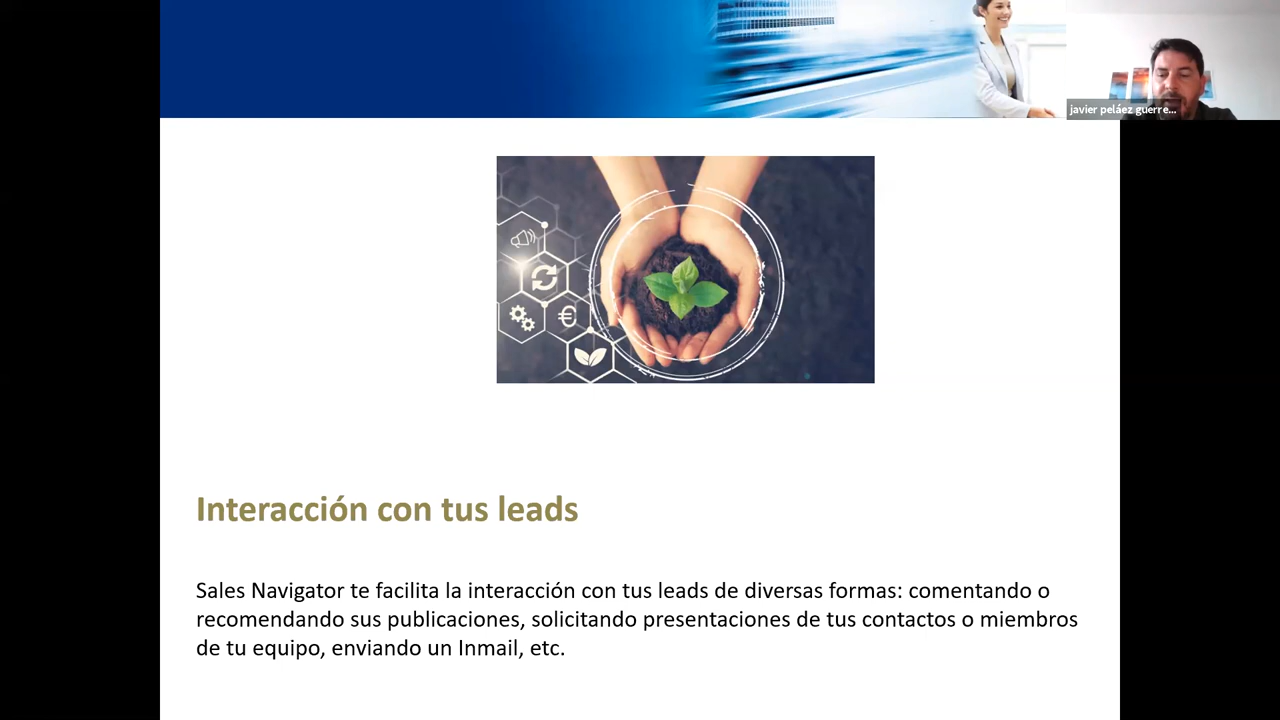 javier peláez guerre...
Interacción con tus leads
Sales Navigator te facilita la interacción con tus leads de diversas formas: comentando o
recomendando sus publicaciones, solicitando presentaciones de tus contactos o miembros
de tu equipo, enviando un Inmail, etc.